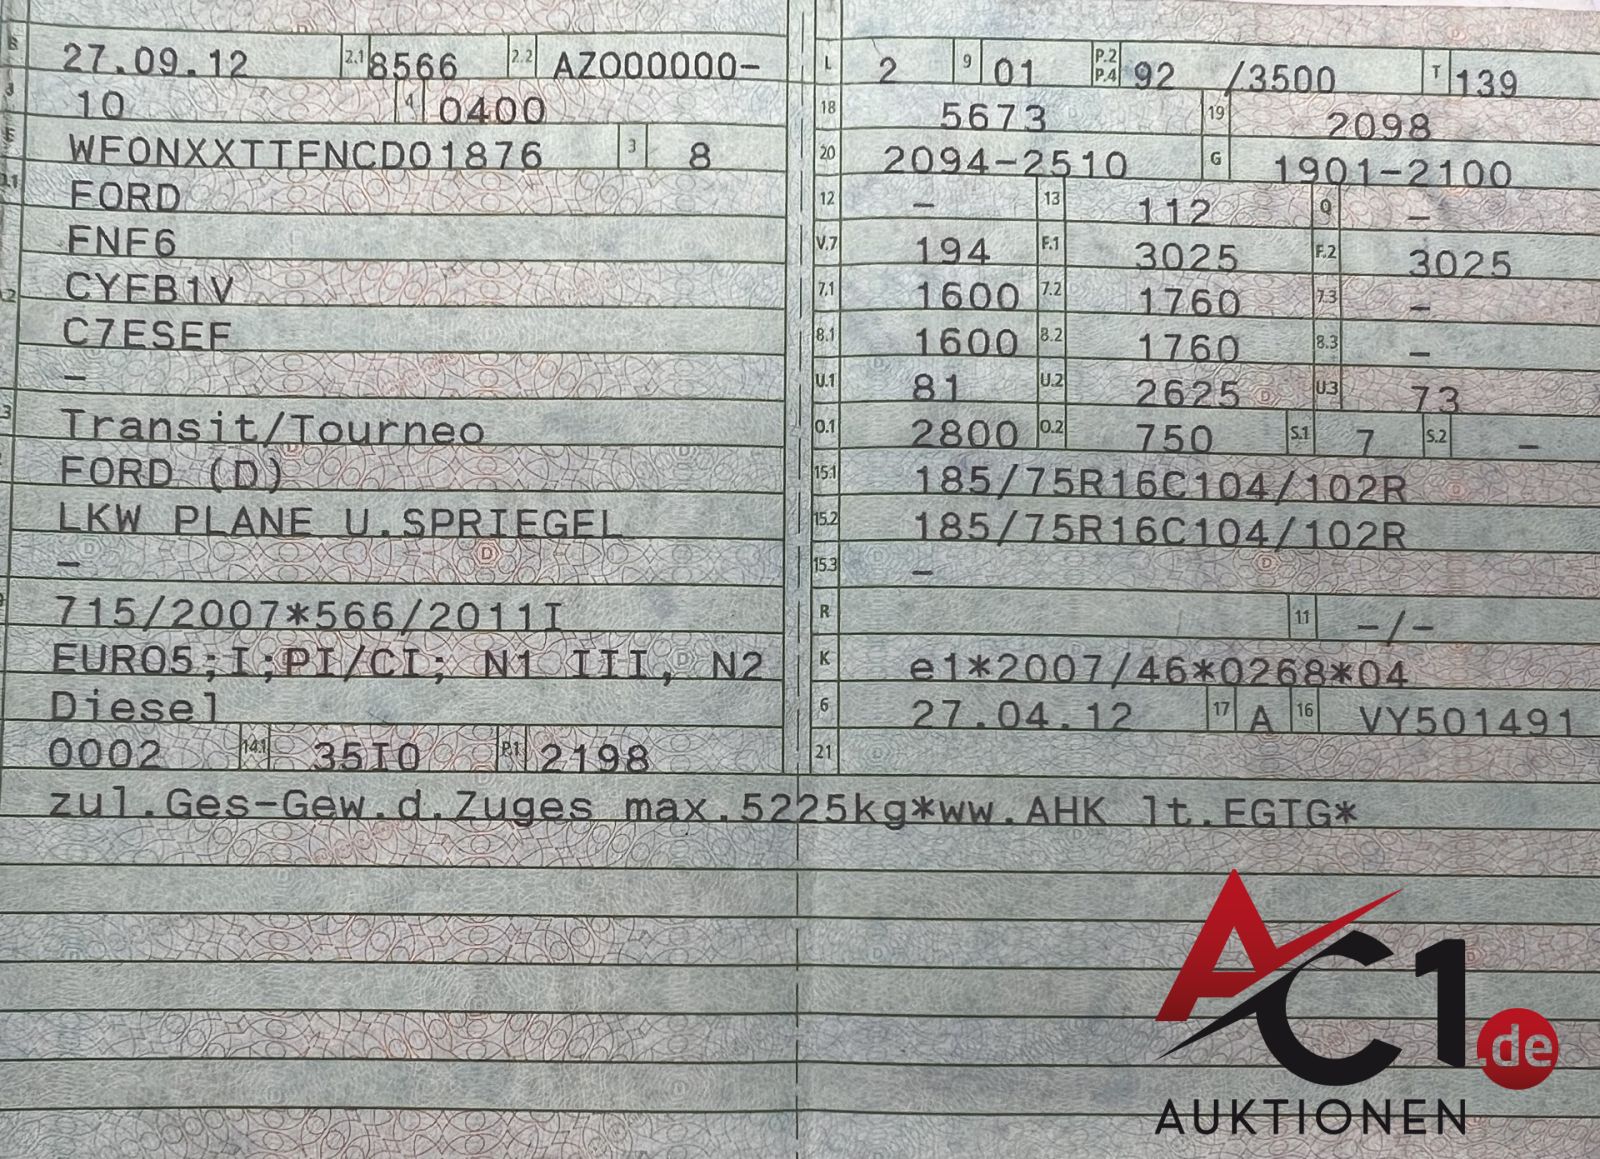 B 27.09.12 2.1 8566 2.2 AZ000000-
J 10 4 0400
E WF0NXXTTFNCD01876 3 8
D.1 FORD
FNF6
D.2 CYFB1V
C7ESEF
-
D.3 Transit/Tourneo
2 FORD (D)
LKW PLANE U.SPRIEGEL
-
715/2007*566/2011I
EURO5;I;PI/CI; N1 III, N2
Diesel
0002 14.1 35I0 P.1 2198
L 2 9 01 P.2 P.4 92 /3500 T 139
18 5673 19 2098
20 2094-2510 G 1901-2100
12 - 13 112 Q -
V.7 194 F.1 3025 F.2 3025
7.1 1600 7.2 1760 7.3 -
8.1 1600 8.2 1760 8.3 -
U.1 81 U.2 2625 U.3 73
O.1 2800 O.2 750 S.1 7 S.2 -
15.1 185/75R16C104/102R
15.2 185/75R16C104/102R
15.3 -
R 11 -/-
K e1*2007/46*0268*04
6 27.04.12 17 A 16 VY501491
21
zul.Ges-Gew.d.Zuges max.5225kg*ww.AHK lt.EGTG*
AC1.de
AUKTIONEN